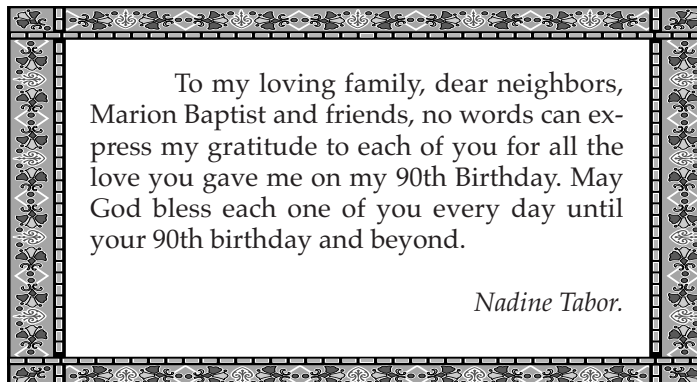 To my loving family, dear neighbors,
Marion Baptist and friends, no words can ex-
press my gratitude to each of you for all the
love you gave me on my 90th Birthday. May
God bless each one of you every day until
your 90th birthday and beyond.
Nadine Tabor.